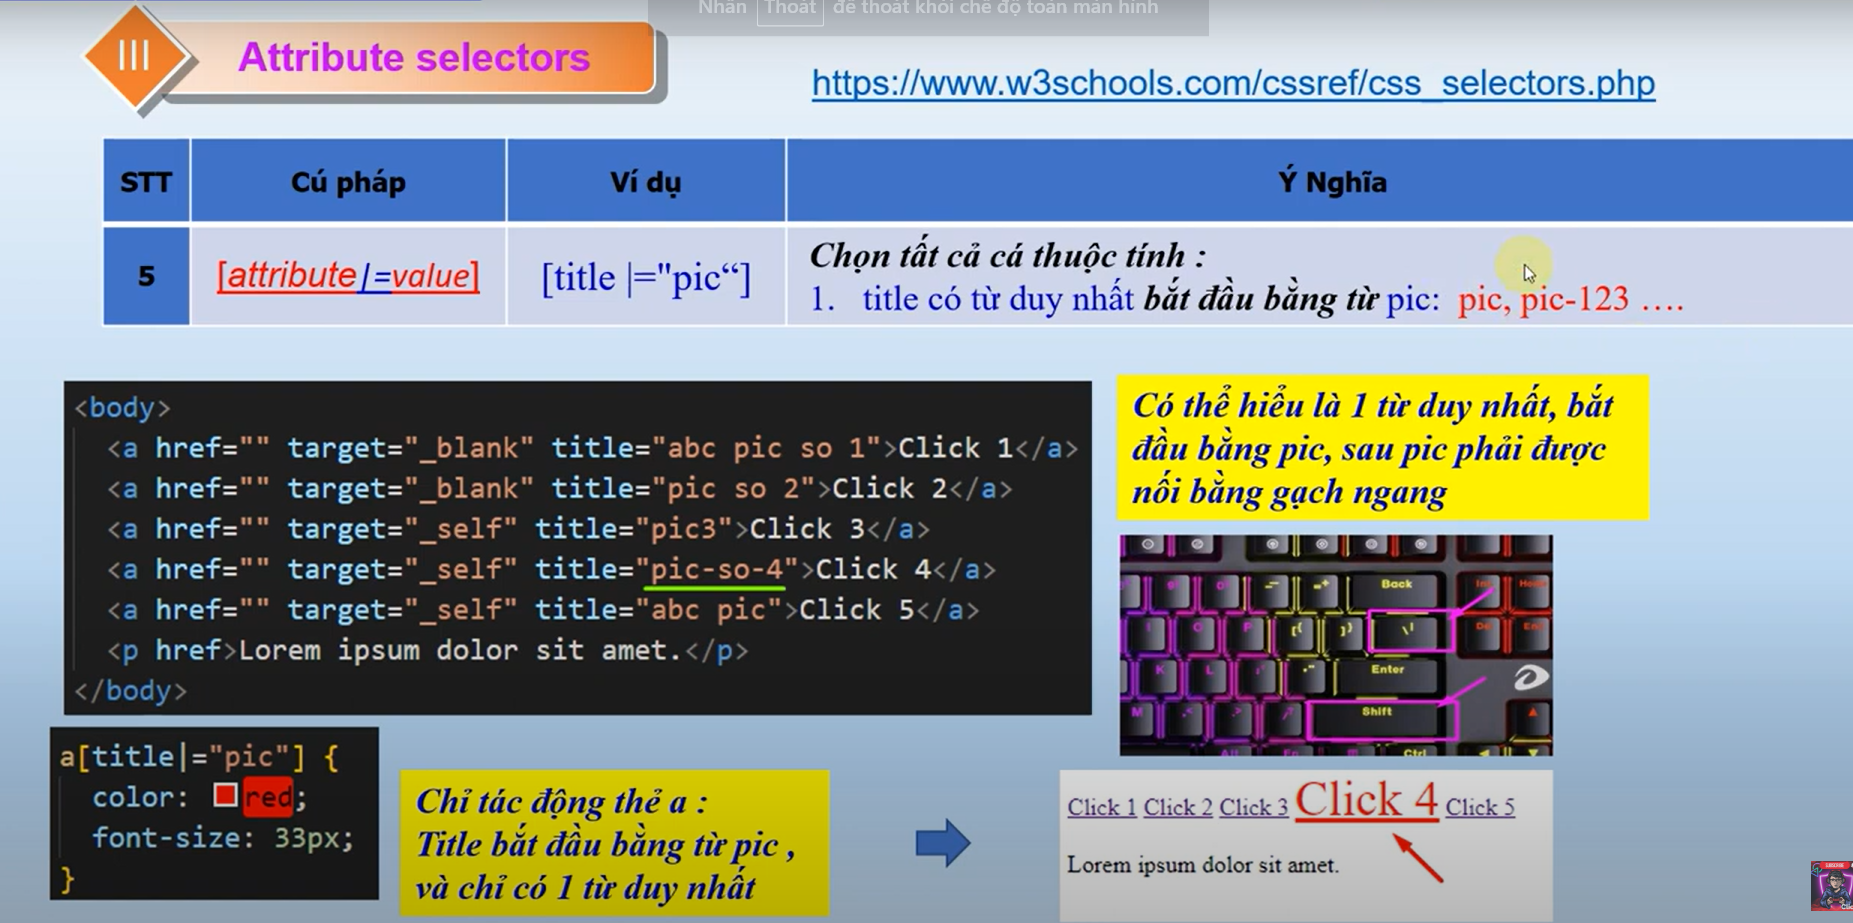 Nhấn Thoát để thoát khỏi chế độ toàn màn hình
III
Attribute selectors
https://www.w3schools.com/cssref/css_selectors.php
STT Cú pháp Ví dụ Ý Nghĩa
5 [attribute|=value] [title |="pic“]
Chọn tất cả cá thuộc tính :
1. title có từ duy nhất bắt đầu bằng từ pic: pic, pic-123 ….
<body>
<a href="" target="_blank" title="abc pic so 1">Click 1</a>
<a href="" target="_blank" title="pic so 2">Click 2</a>
<a href="" target="_self" title="pic3">Click 3</a>
<a href="" target="_self" title="pic-so-4">Click 4</a>
<a href="" target="_self" title="abc pic">Click 5</a>
<p href>Lorem ipsum dolor sit amet.</p>
</body>
Có thể hiểu là 1 từ duy nhất, bắt
đầu bằng pic, sau pic phải được
nối bằng gạch ngang
Back
Enter
Shift
Ctrl
a[title|="pic"] {
color: red;
font-size: 33px;
}
Chỉ tác động thẻ a :
Title bắt đầu bằng từ pic ,
và chỉ có 1 từ duy nhất
Click 1 Click 2 Click 3 Click 4 Click 5
Lorem ipsum dolor sit amet.